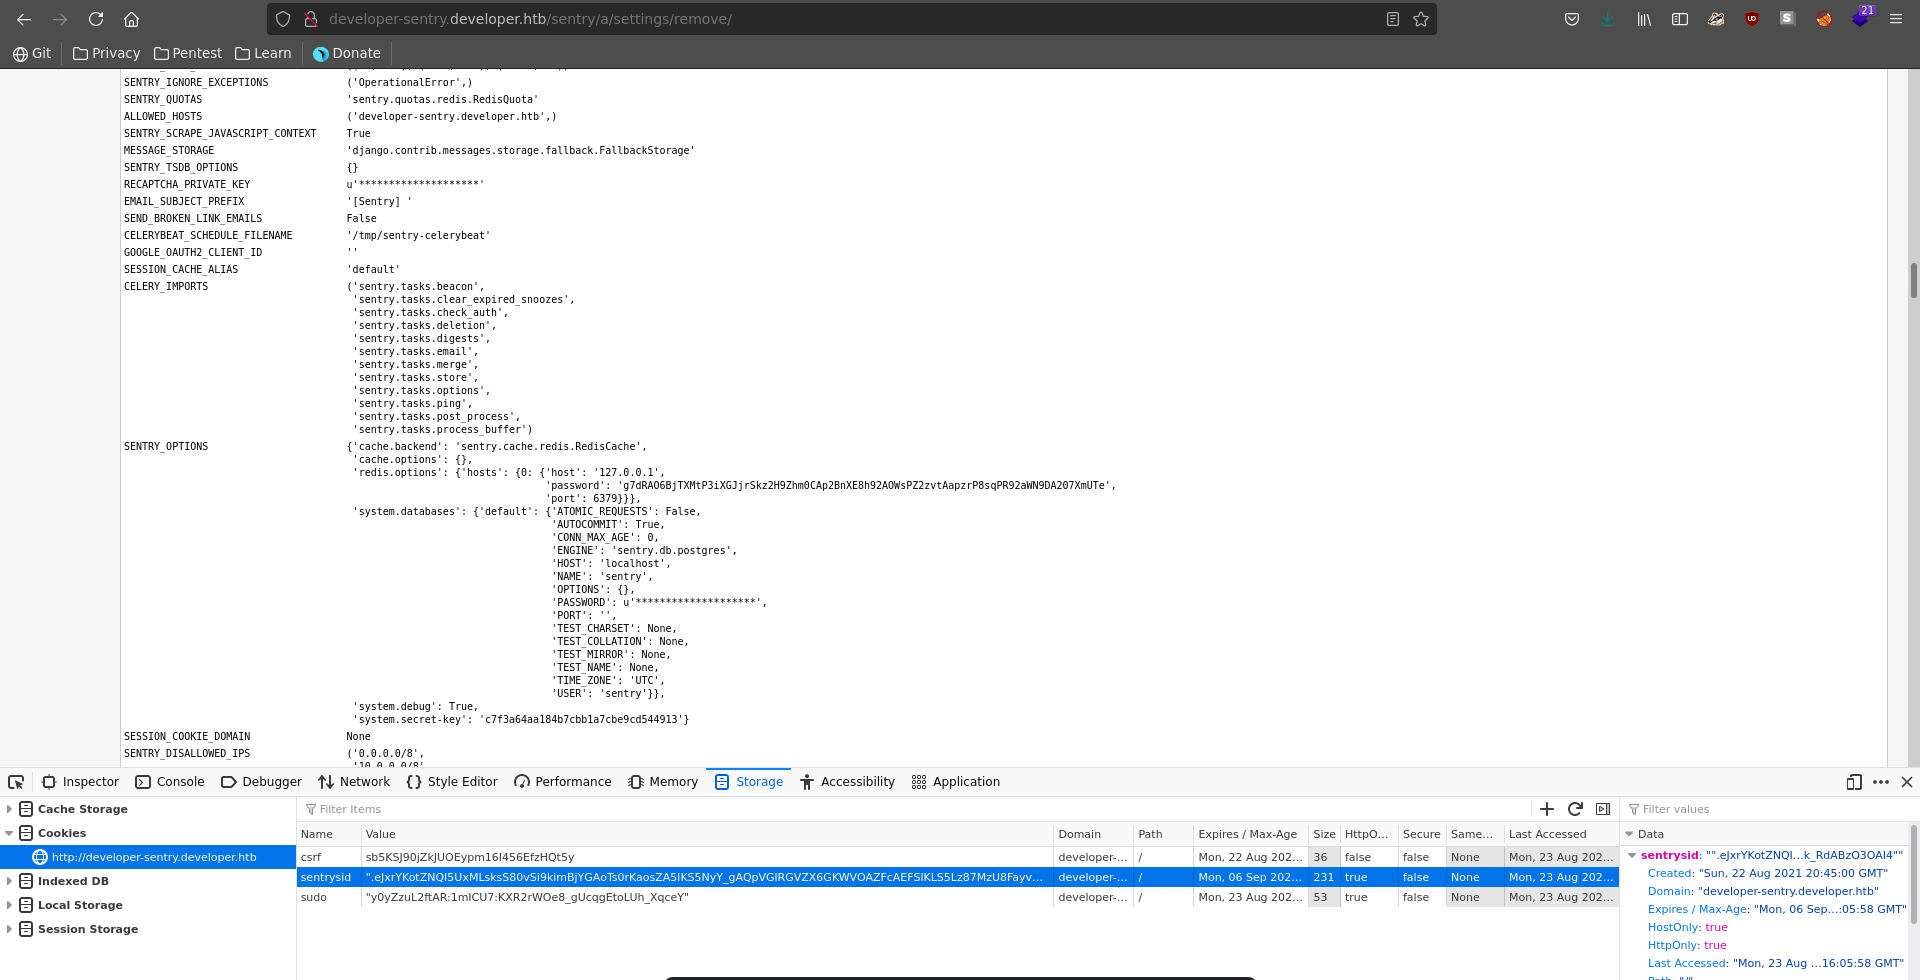 developer-sentry.developer.htb/sentry/a/settings/remove/
21
Git Privacy Pentest Learn Donate
SENTRY_IGNORE_EXCEPTIONS ('OperationalError',)
SENTRY_QUOTAS 'sentry.quotas.redis.RedisQuota'
ALLOWED_HOSTS ('developer-sentry.developer.htb',)
SENTRY_SCRAPE_JAVASCRIPT_CONTEXT True
MESSAGE_STORAGE 'django.contrib.messages.storage.fallback.FallbackStorage'
SENTRY_TSDB_OPTIONS {}
RECAPTCHA_PRIVATE_KEY u'********************'
EMAIL_SUBJECT_PREFIX '[Sentry] '
SEND_BROKEN_LINK_EMAILS False
CELERYBEAT_SCHEDULE_FILENAME '/tmp/sentry-celerybeat'
GOOGLE_OAUTH2_CLIENT_ID ''
SESSION_CACHE_ALIAS 'default'
CELERY_IMPORTS ('sentry.tasks.beacon',
'sentry.tasks.clear_expired_snoozes',
'sentry.tasks.check_auth',
'sentry.tasks.deletion',
'sentry.tasks.digests',
'sentry.tasks.email',
'sentry.tasks.merge',
'sentry.tasks.store',
'sentry.tasks.options',
'sentry.tasks.ping',
'sentry.tasks.post_process',
'sentry.tasks.process_buffer')
SENTRY_OPTIONS {'cache.backend': 'sentry.cache.redis.RedisCache',
'cache.options': {},
'redis.options': {'hosts': {0: {'host': '127.0.0.1',
'password': 'g7dRAO6BjTXMtP3iXGJjrSkz2H9Zhm0CAp2BnXE8h92AOWsPZ2zvtAapzrP8sqPR92aWN9DA207XmUTe',
'port': 6379}}},
'system.databases': {'default': {'ATOMIC_REQUESTS': False,
'AUTOCOMMIT': True,
'CONN_MAX_AGE': 0,
'ENGINE': 'sentry.db.postgres',
'HOST': 'localhost',
'NAME': 'sentry',
'OPTIONS': {},
'PASSWORD': u'********************',
'PORT': '',
'TEST_CHARSET': None,
'TEST_COLLATION': None,
'TEST_MIRROR': None,
'TEST_NAME': None,
'TIME_ZONE': 'UTC',
'USER': 'sentry'}},
'system.debug': True,
'system.secret-key': 'c7f3a64aa184b7cbb1a7cbe9cd544913'}
SESSION_COOKIE_DOMAIN None
SENTRY_DISALLOWED_IPS ('0.0.0.0/8',
'10.0.0.0/8',
Inspector Console Debugger Network Style Editor Performance Memory Storage Accessibility Application
Cache Storage
Cookies
http://developer-sentry.developer.htb
Indexed DB
Local Storage
Session Storage
Filter Items
Name Value Domain Path Expires / Max-Age Size HttpO... Secure Same... Last Accessed
csrf sb5KSJ90jZkJUOEypm16I456EfzHQt5y developer-... / Mon, 22 Aug 202... 36 false false None Mon, 23 Aug 202...
sentrysid ".eJxrYKotZNQI5UxMLsksS80vSi9kimBjYGAoTs0rKaosZA5lKS5NyY_gAQpVGlRGVZX6GKWVOAZFcAEFSlKLS5Lz87MzU8Fayv... developer-... / Mon, 06 Sep 202... 231 true false None Mon, 23 Aug 202...
sudo "y0yZzuL2ftAR:1mICU7:KXR2rWOe8_gUcqgEtoLUh_XqceY" developer-... / Mon, 23 Aug 202... 53 true false None Mon, 23 Aug 202...
Filter values
Data
sentrysid: "".eJxrYKotZNQI...k_RdABzO3OAI4""
Created: "Sun, 22 Aug 2021 20:45:00 GMT"
Domain: "developer-sentry.developer.htb"
Expires / Max-Age: "Mon, 06 Sep...:05:58 GMT"
HostOnly: true
HttpOnly: true
Last Accessed: "Mon, 23 Aug ...16:05:58 GMT"
Path: "/"